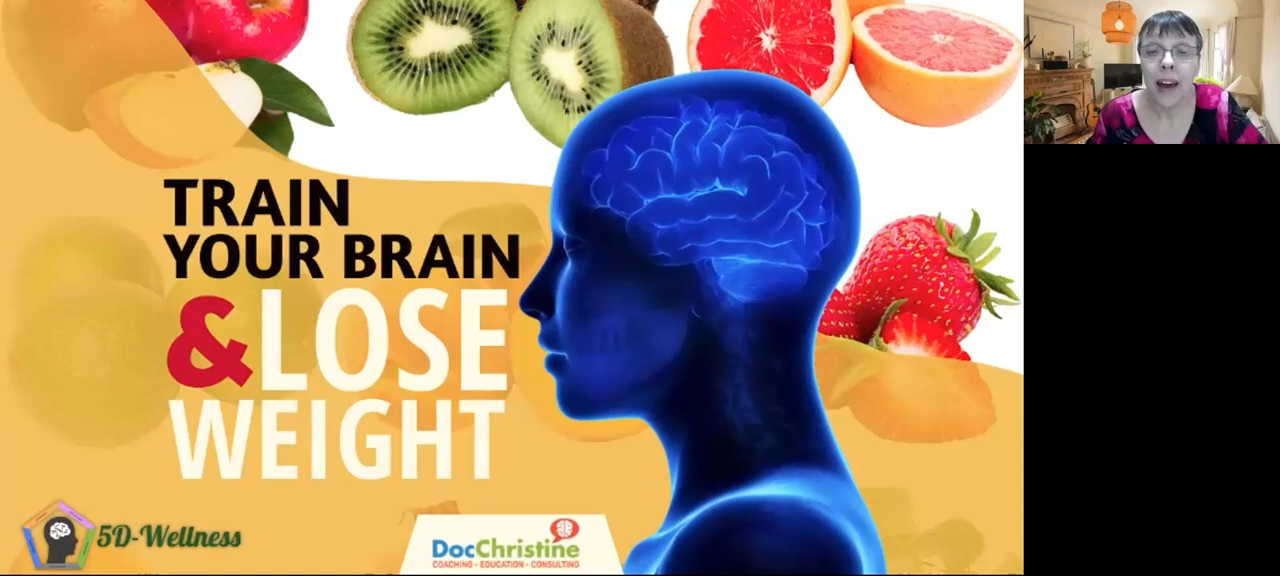 TRAIN
YOUR BRAIN
& LOSE
WEIGHT
5D-Wellness
DocChristine
COACHING - EDUCATION - CONSULTING